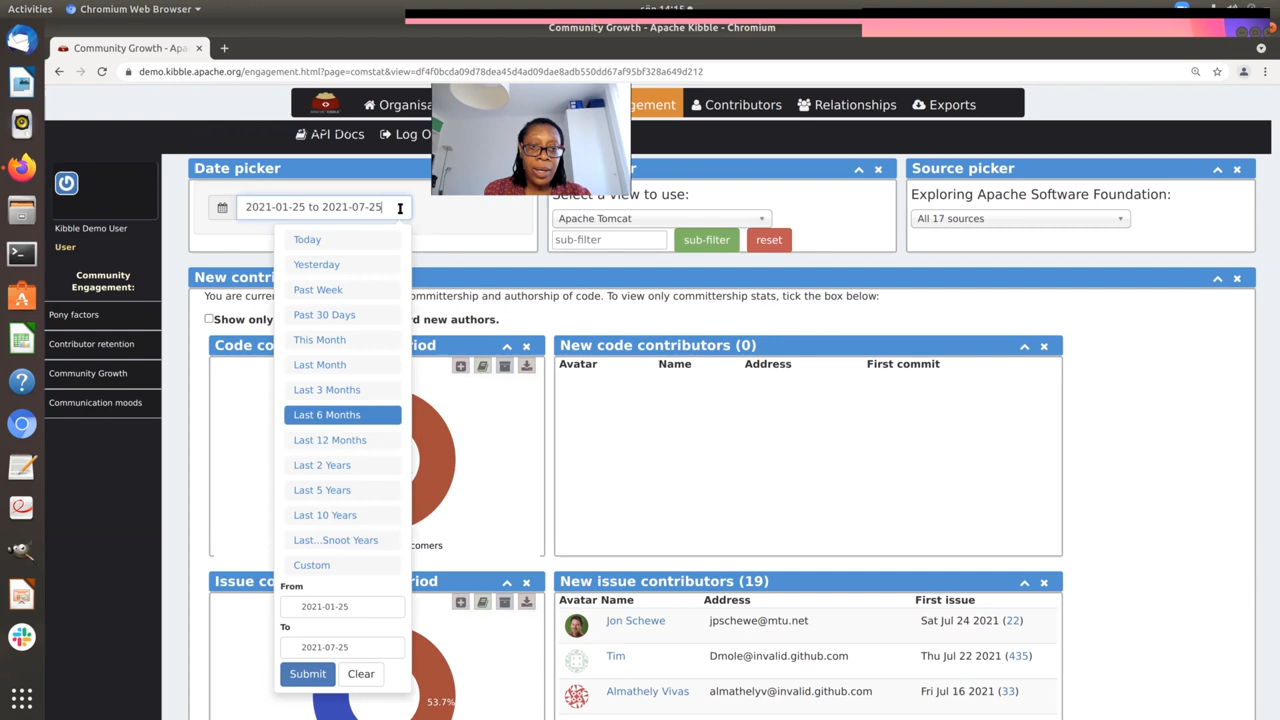 Activities
Chromium Web Browser
sön 14:15
Community Growth - Apache Kibble - Chromium
Community Growth - Apa
demo.kibble.apache.org/engagement.html?page=comstat&view=df4f0bcda09d78dea45d4ad09dae8adb550dd67af95bf328a649d212
APACHE KIBBLE
Organisa
gement
Contributors
Relationships
Exports
API Docs
Log O
Kibble Demo User
User
Community
Engagement:
Pony factors
Contributor retention
Community Growth
Communication moods
Date picker
2021-01-25 to 2021-07-25
Today
Yesterday
Past Week
Past 30 Days
This Month
Last Month
Last 3 Months
Last 6 Months
Last 12 Months
Last 2 Years
Last 5 Years
Last 10 Years
Last...Snoot Years
Custom
From
2021-01-25
To
2021-07-25
Submit
Clear
Select a view to use:
Apache Tomcat
sub-filter
sub-filter
reset
Source picker
Exploring Apache Software Foundation:
All 17 sources
New contri
You are curren
mmittership and authorship of code. To view only committership stats, tick the box below:
Show only
d new authors.
Code co
riod
comers
New code contributors (0)
Avatar Name Address First commit
Issue co
riod
53.7%
New issue contributors (19)
Avatar Name Address First issue
Jon Schewe jpschewe@mtu.net Sat Jul 24 2021 (22)
Tim Dmole@invalid.github.com Thu Jul 22 2021 (435)
Almathely Vivas almathelyv@invalid.github.com Fri Jul 16 2021 (33)